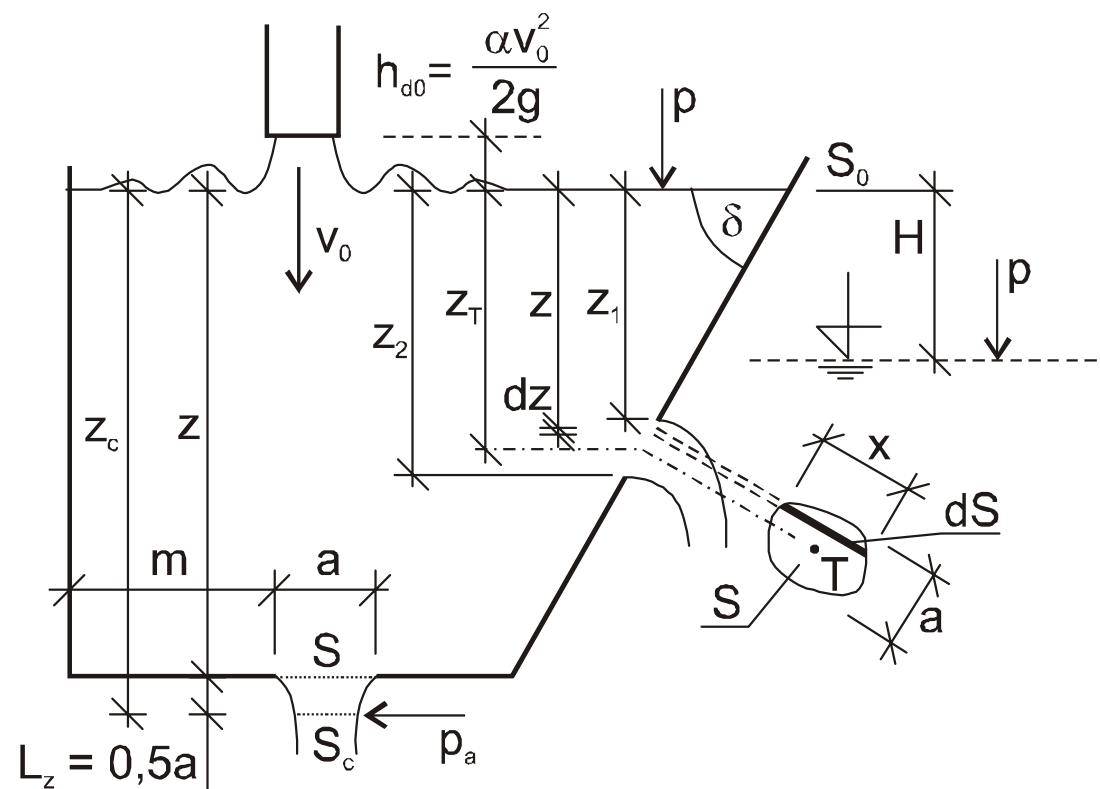 h_d0 = αv_0^2 / 2g
p
S_0
δ
H
v_0
p
z_T
z
z_1
z_2
dz
z_c
z
x
dS
m
a
T
S
a
S
S_c
p_a
L_z = 0,5a